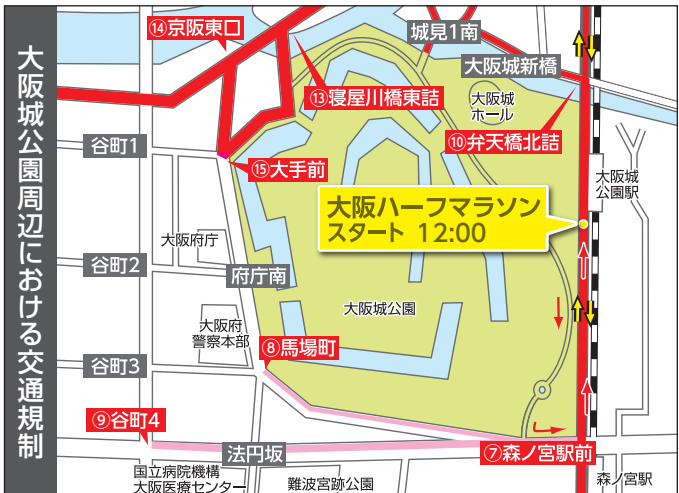 大阪城公園周辺における交通規制
⑭京阪東口
城見1南
大阪城新橋
⑬寝屋川橋東詰
大阪城
ホール
⑩弁天橋北詰
谷町1
⑮大手前
大阪城
公園駅
大阪ハーフマラソン
スタート 12:00
大阪府庁
谷町2
府庁南
大阪城公園
大阪府
警察本部
⑧馬場町
谷町3
⑨谷町4
法円坂
⑦森ノ宮駅前
国立病院機構
大阪医療センター
難波宮跡公園
森ノ宮駅